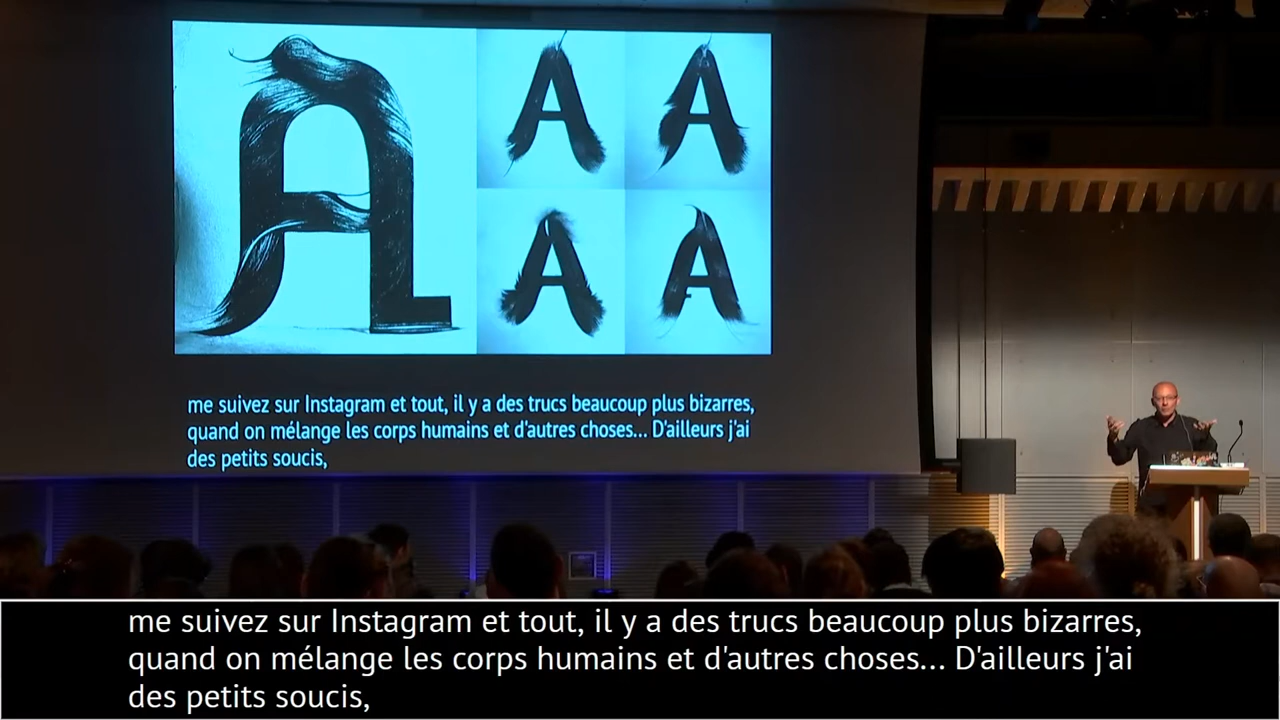 A A A
A A
me suivez sur Instagram et tout, il y a des trucs beaucoup plus bizarres,
quand on mélange les corps humains et d'autres choses... D'ailleurs j'ai
des petits soucis,
me suivez sur Instagram et tout, il y a des trucs beaucoup plus bizarres,
quand on mélange les corps humains et d'autres choses... D'ailleurs j'ai
des petits soucis,